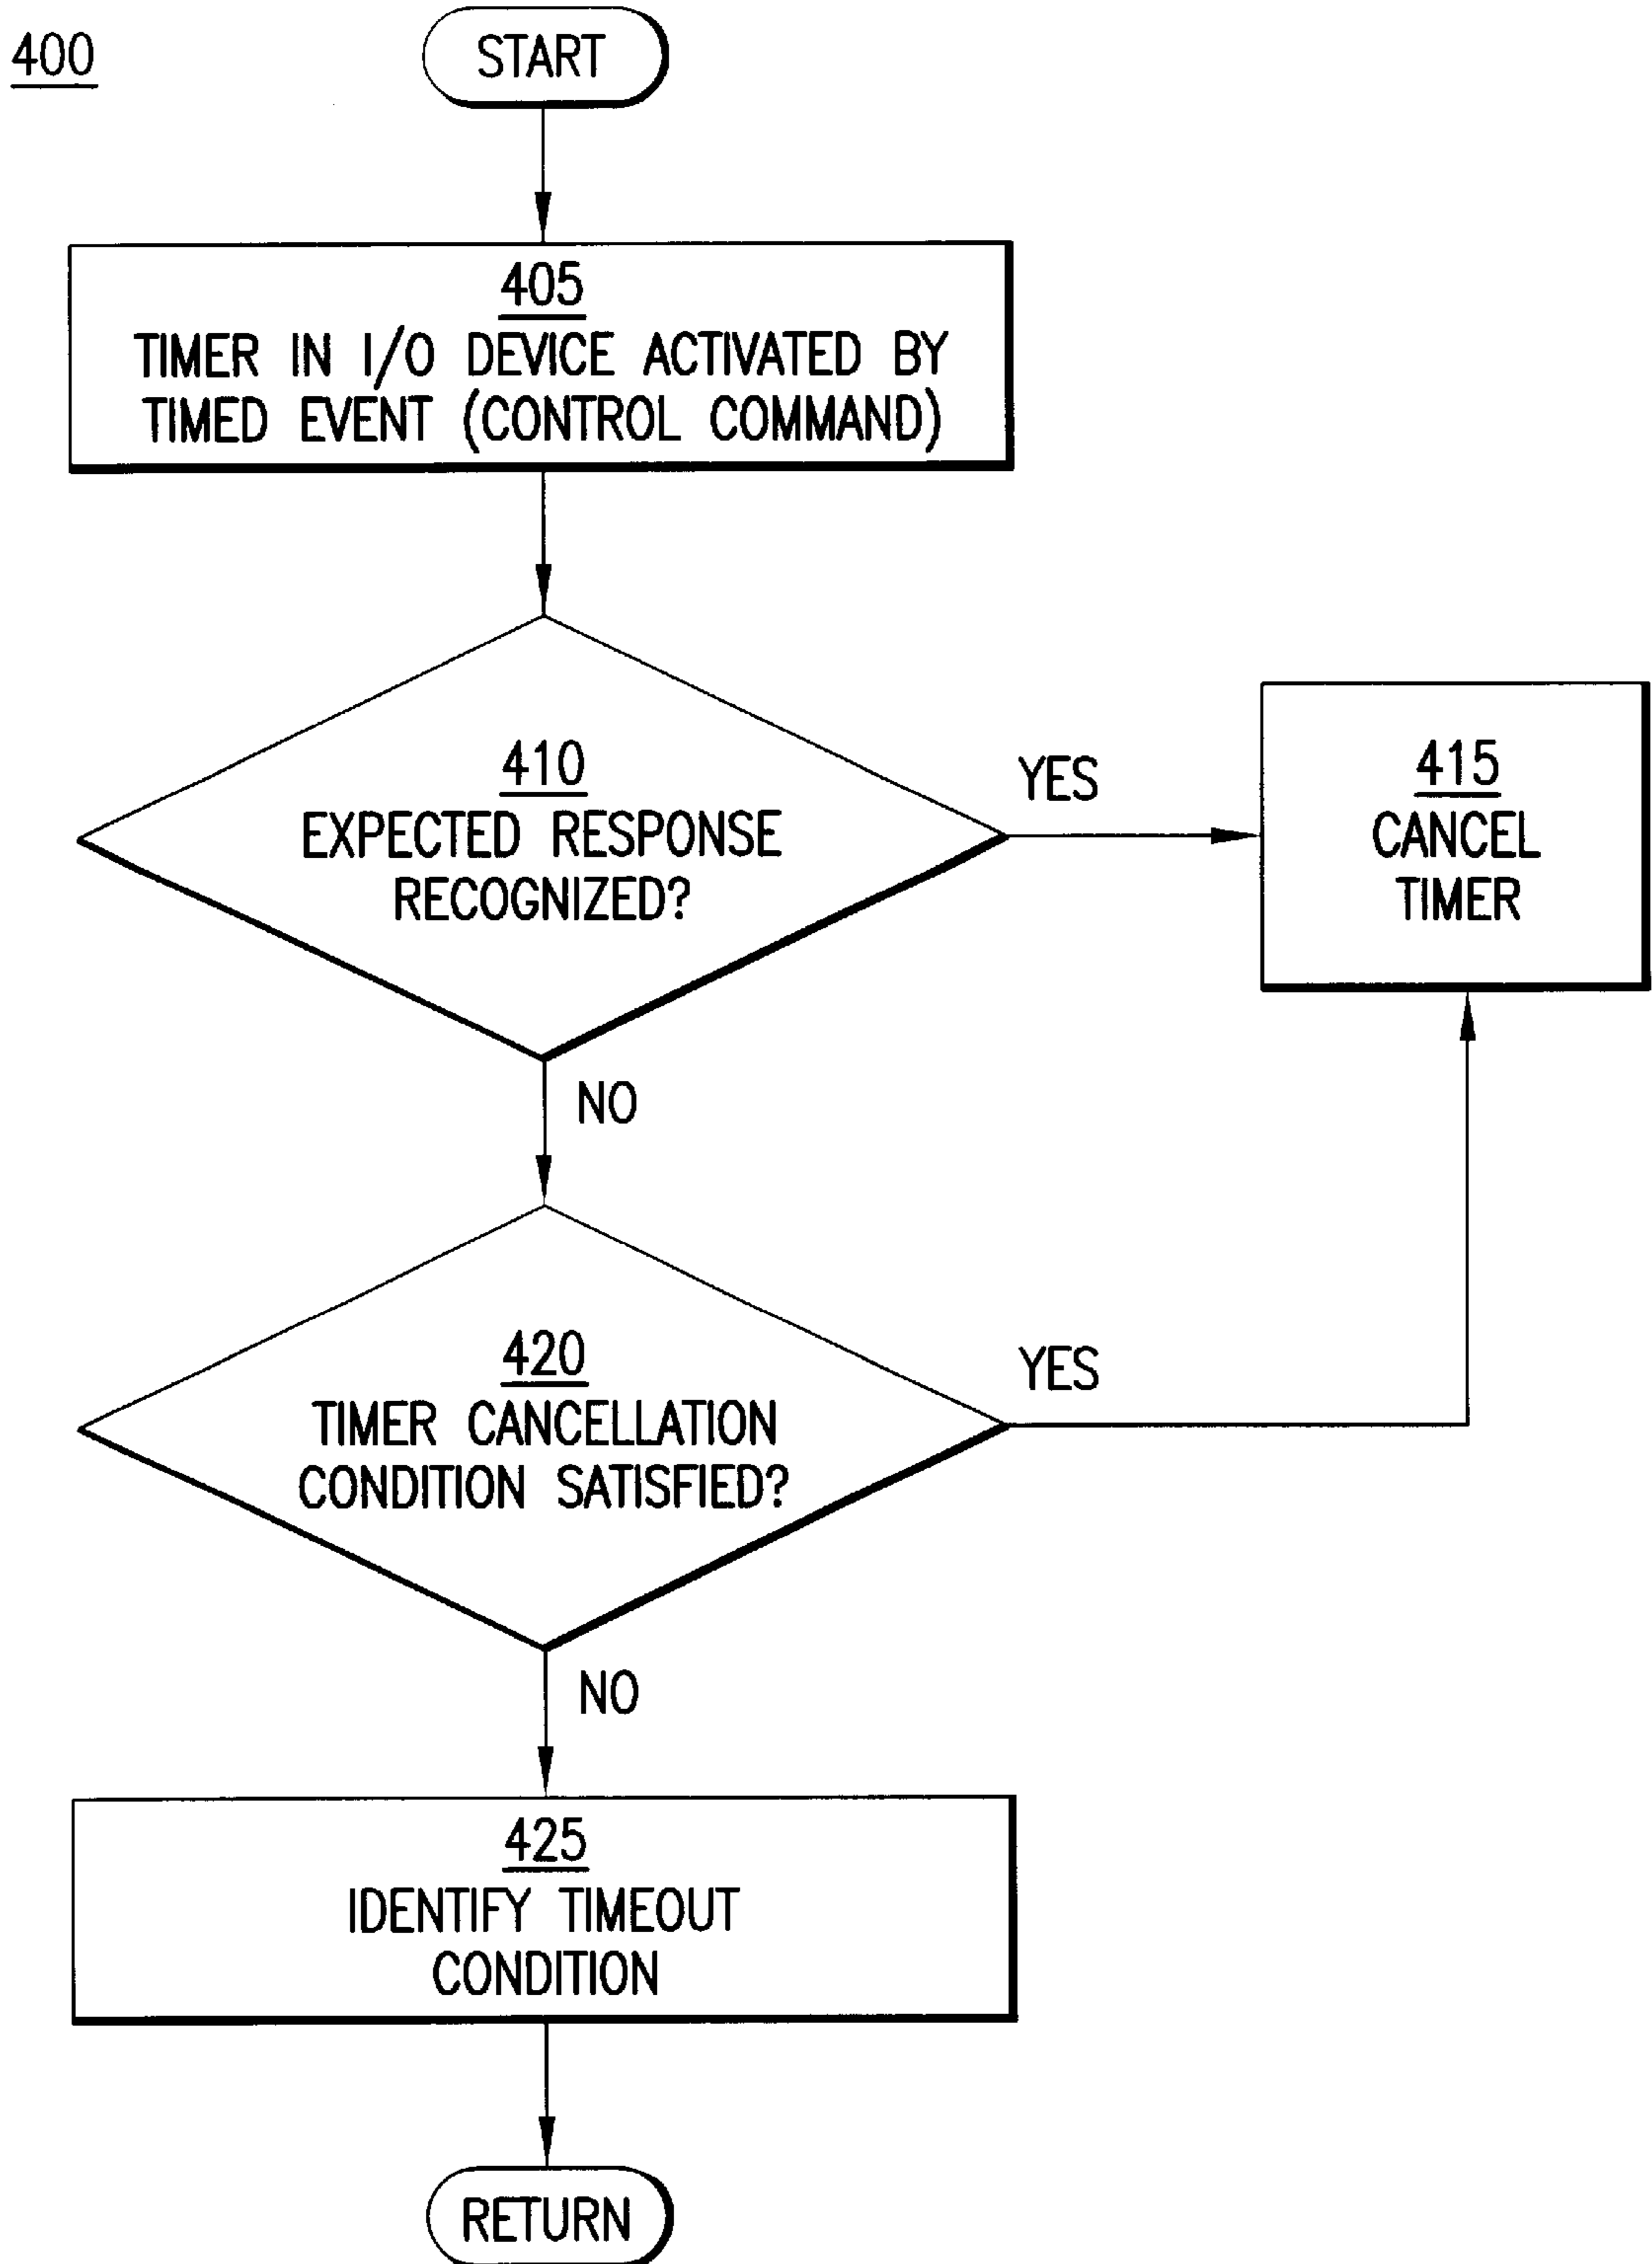 400
START
405
TIMER IN I/O DEVICE ACTIVATED BY
TIMED EVENT (CONTROL COMMAND)
410
EXPECTED RESPONSE
RECOGNIZED?
YES
415
CANCEL
TIMER
NO
420
TIMER CANCELLATION
CONDITION SATISFIED?
YES
NO
425
IDENTIFY TIMEOUT
CONDITION
RETURN